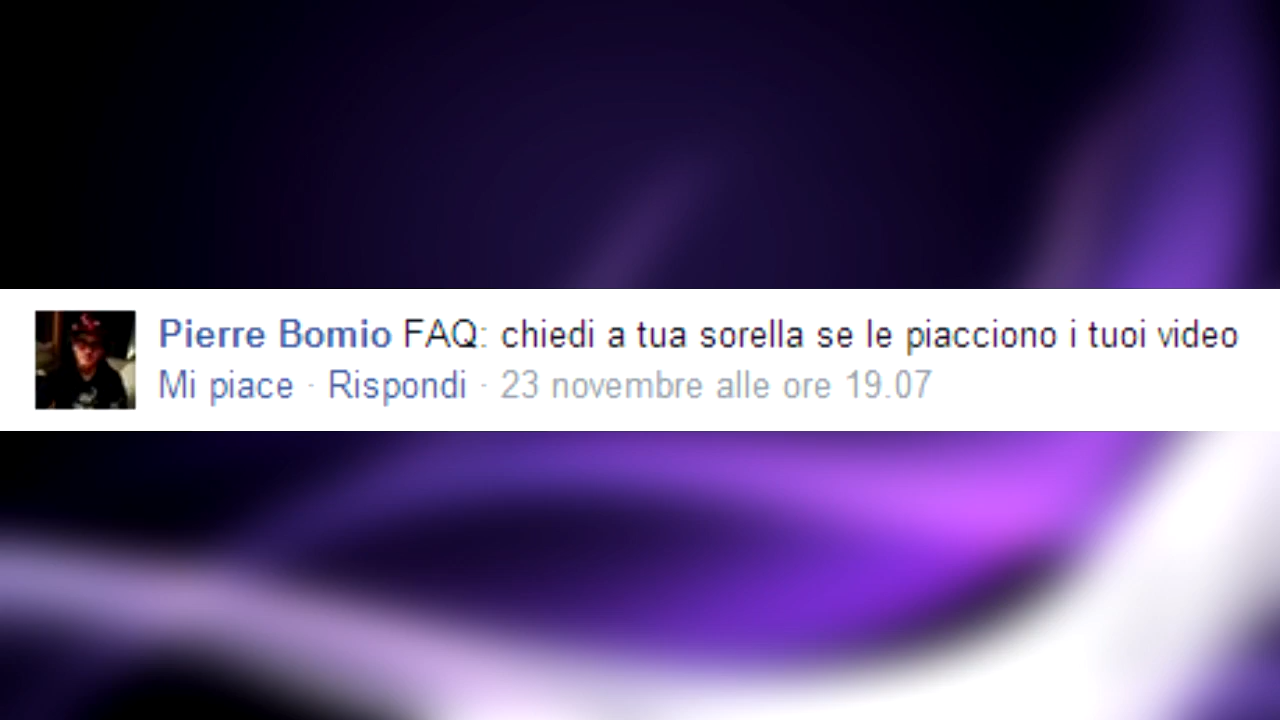 Pierre Bomio FAQ: chiedi a tua sorella se le piacciono i tuoi video
Mi piace · Rispondi · 23 novembre alle ore 19.07